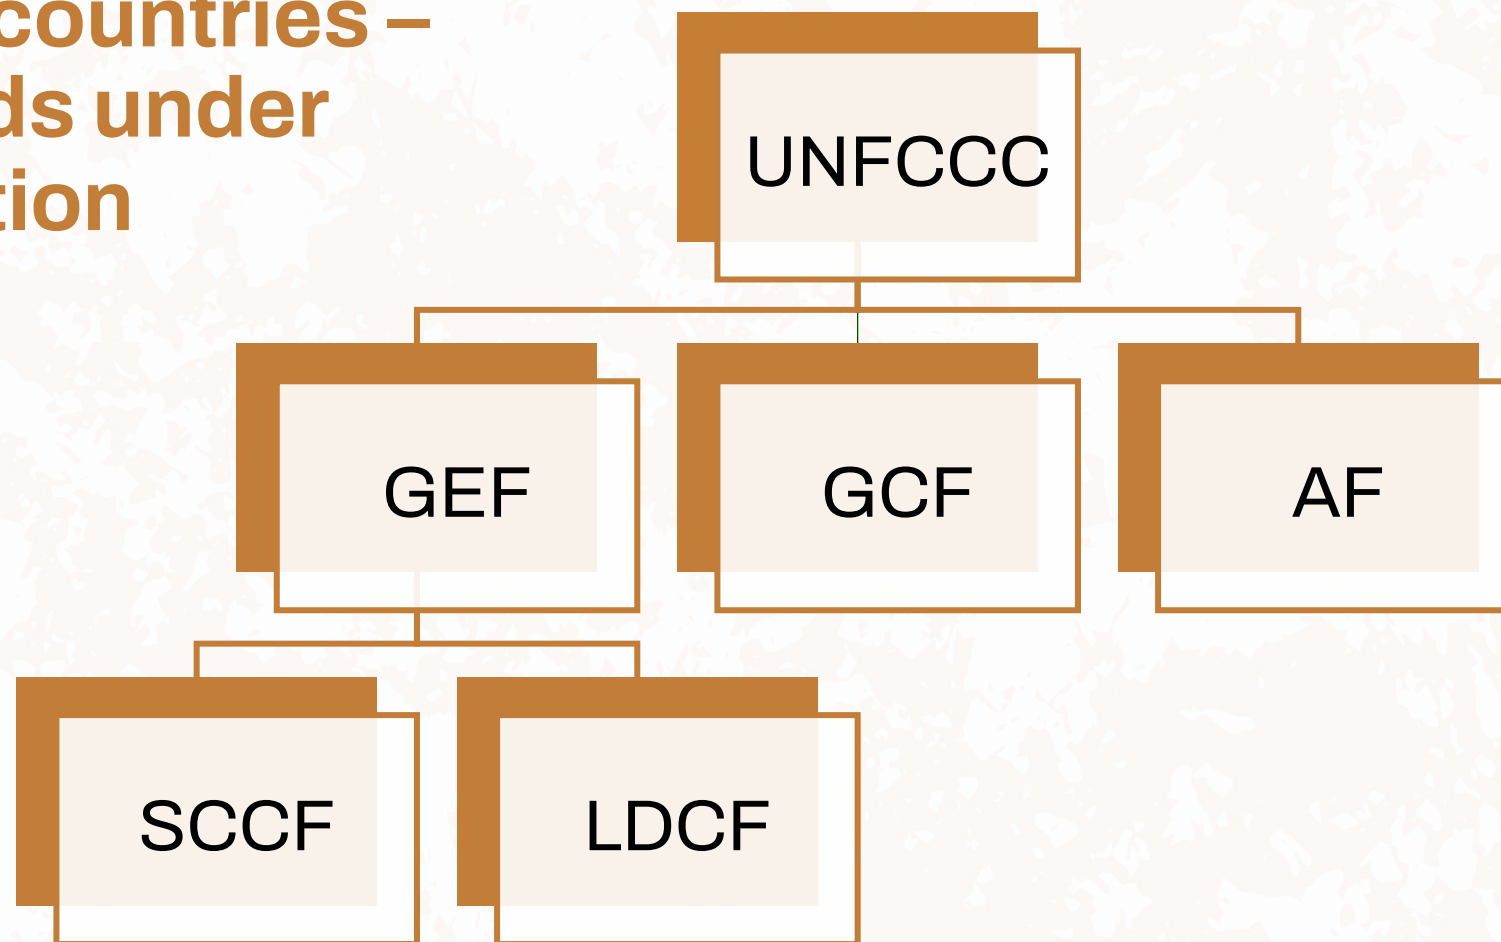 countries –
ds under
tion
UNFCCC
GEF
GCF
AF
SCCF
LDCF